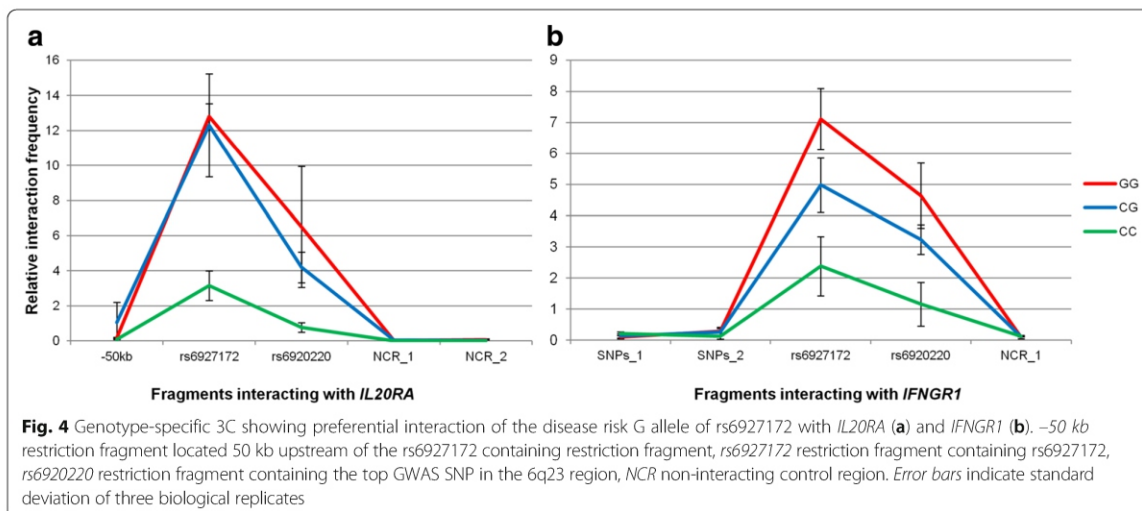 a
b
16
14
12
10
8
6
4
2
0
Relative interaction frequency
-50kb rs6927172 rs6920220 NCR_1 NCR_2
Fragments interacting with IL20RA
9
8
7
6
5
4
3
2
1
0
SNPs_1 SNPs_2 rs6927172 rs6920220 NCR_1
Fragments interacting with IFNGR1
GG
CG
CC
Fig. 4 Genotype-specific 3C showing preferential interaction of the disease risk G allele of rs6927172 with IL20RA (a) and IFNGR1 (b). –50 kb
restriction fragment located 50 kb upstream of the rs6927172 containing restriction fragment, rs6927172 restriction fragment containing rs6927172,
rs6920220 restriction fragment containing the top GWAS SNP in the 6q23 region, NCR non-interacting control region. Error bars indicate standard
deviation of three biological replicates